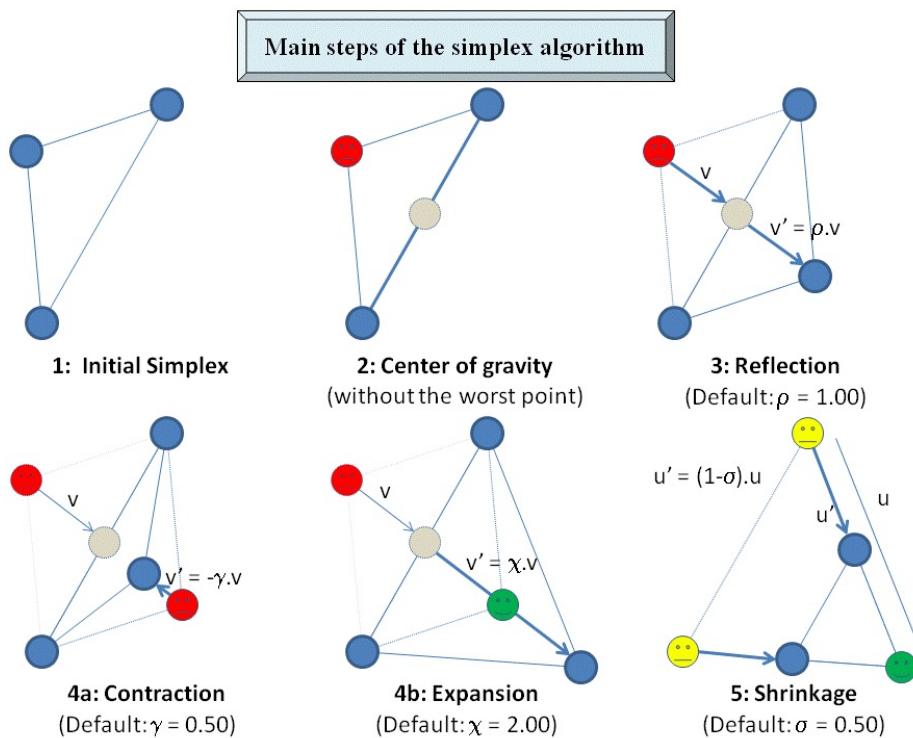 Main steps of the simplex algorithm
v
v' = ρ.v
1: Initial Simplex
2: Center of gravity
(without the worst point)
3: Reflection
(Default: ρ = 1.00)
v
v' = -γ.v
4a: Contraction
(Default: γ = 0.50)
v
v' = χ.v
4b: Expansion
(Default: χ = 2.00)
u' = (1-σ).u
u'
u
5: Shrinkage
(Default: σ = 0.50)